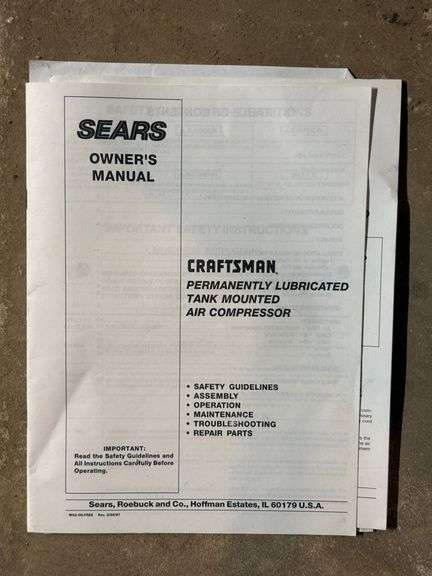 SEARS
OWNER'S
MANUAL
CRAFTSMAN
PERMANENTLY LUBRICATED
TANK MOUNTED
AIR COMPRESSOR
• SAFETY GUIDELINES
• ASSEMBLY
• OPERATION
• MAINTENANCE
• TROUBLESHOOTING
• REPAIR PARTS
IMPORTANT:
Read the Safety Guidelines and
All Instructions Carefully Before
Operating.
Sears, Roebuck and Co., Hoffman Estates, IL 60179 U.S.A.